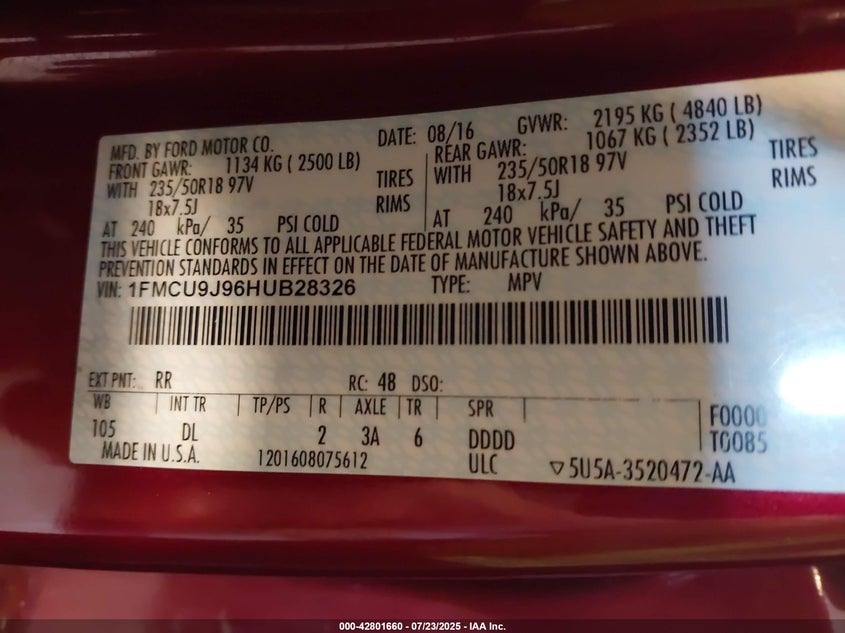 MFD. BY FORD MOTOR CO. DATE: 08/16 GVWR: 2195 KG ( 4840 LB)
FRONT GAWR: 1134 KG ( 2500 LB) REAR GAWR: 1067 KG ( 2352 LB)
WITH 235/50R18 97V TIRES WITH 235/50R18 97V TIRES
18x7.5J RIMS 18x7.5J RIMS
AT 240 kPa/ 35 PSI COLD AT 240 kPa/ 35 PSI COLD
THIS VEHICLE CONFORMS TO ALL APPLICABLE FEDERAL MOTOR VEHICLE SAFETY AND THEFT
PREVENTION STANDARDS IN EFFECT ON THE DATE OF MANUFACTURE SHOWN ABOVE.
VIN: 1FMCU9J96HUB28326 TYPE: MPV
EXT PNT: RR RC: 48 DSO:
WB INT TR TP/PS R AXLE TR SPR F0000
105 DL 2 3A 6 DDDD T0085
MADE IN U.S.A. 1201608075612 ULC ▽5U5A-3520472-AA
000-42801660 - 07/23/2025 - IAA Inc.